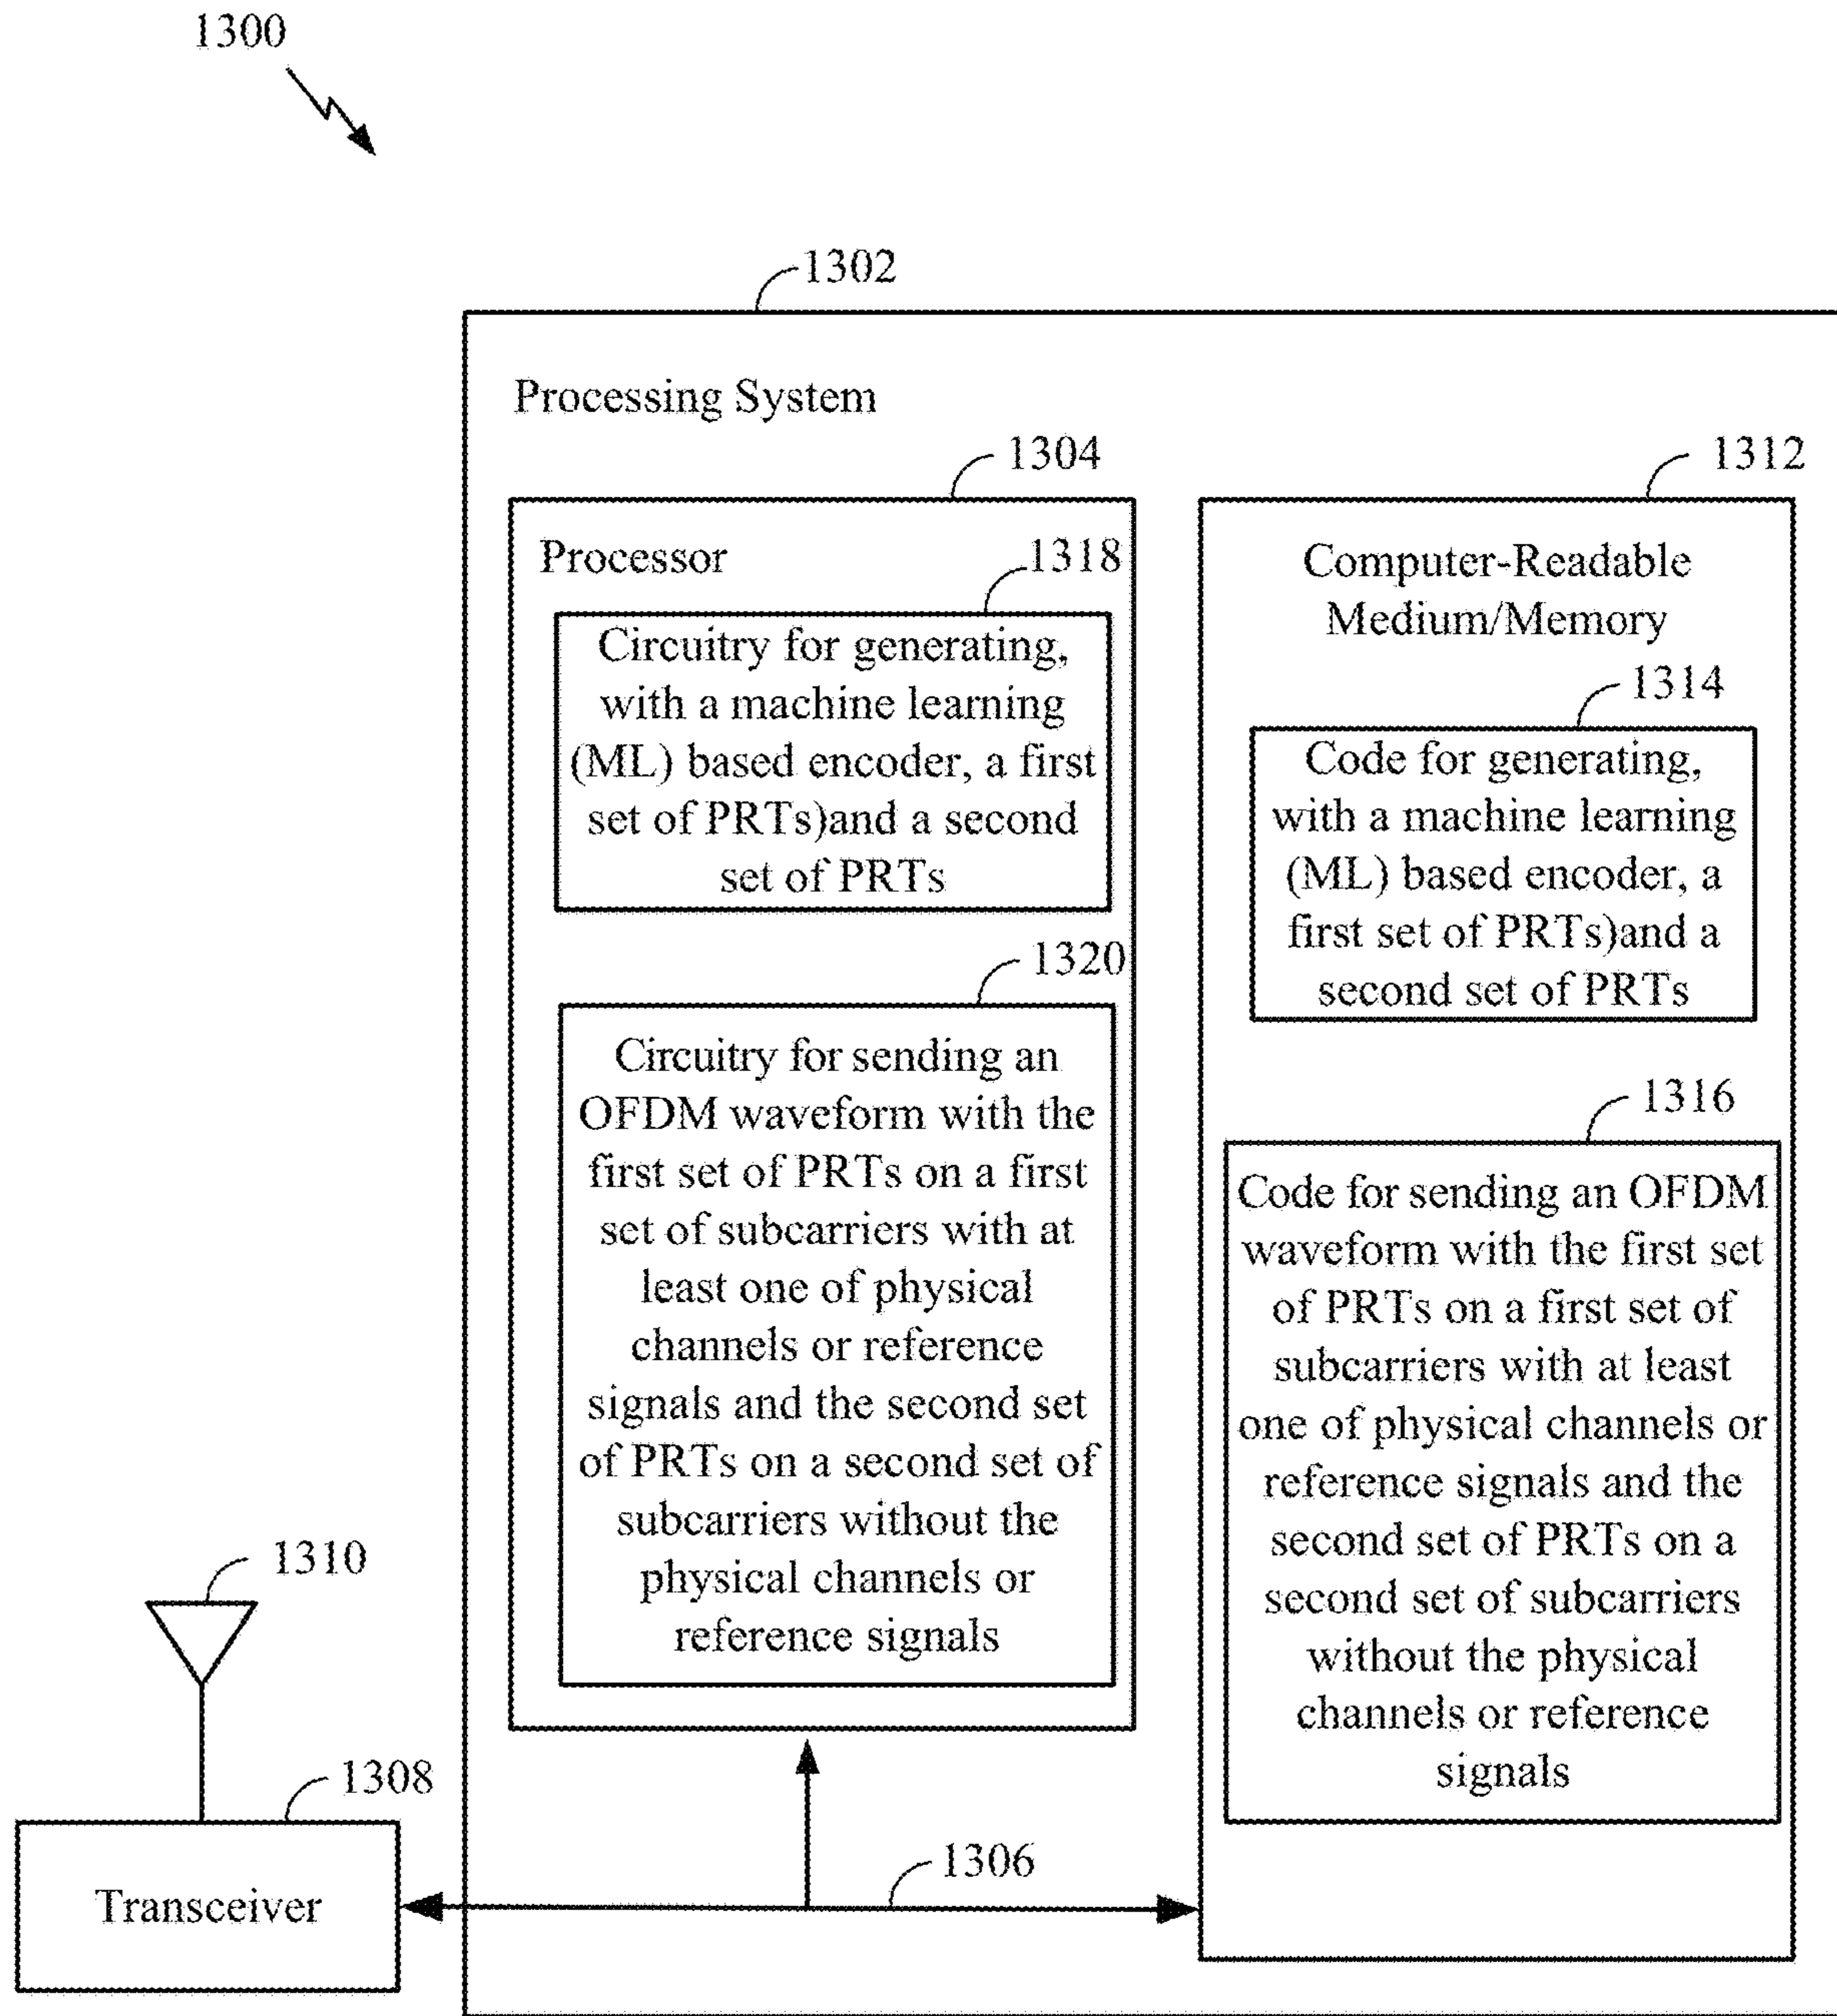 1300
1302
Processing System
1304
Processor
1318
Circuitry for generating,
with a machine learning
(ML) based encoder, a first
set of PRTs)and a second
set of PRTs
1320
Circuitry for sending an
OFDM waveform with the
first set of PRTs on a first
set of subcarriers with at
least one of physical
channels or reference
signals and the second set
of PRTs on a second set of
subcarriers without the
physical channels or
reference signals
1312
Computer-Readable
Medium/Memory
1314
Code for generating,
with a machine learning
(ML) based encoder, a
first set of PRTs)and a
second set of PRTs
1316
Code for sending an OFDM
waveform with the first set
of PRTs on a first set of
subcarriers with at least
one of physical channels or
reference signals and the
second set of PRTs on a
second set of subcarriers
without the physical
channels or reference
signals
1310
1308
Transceiver
1306